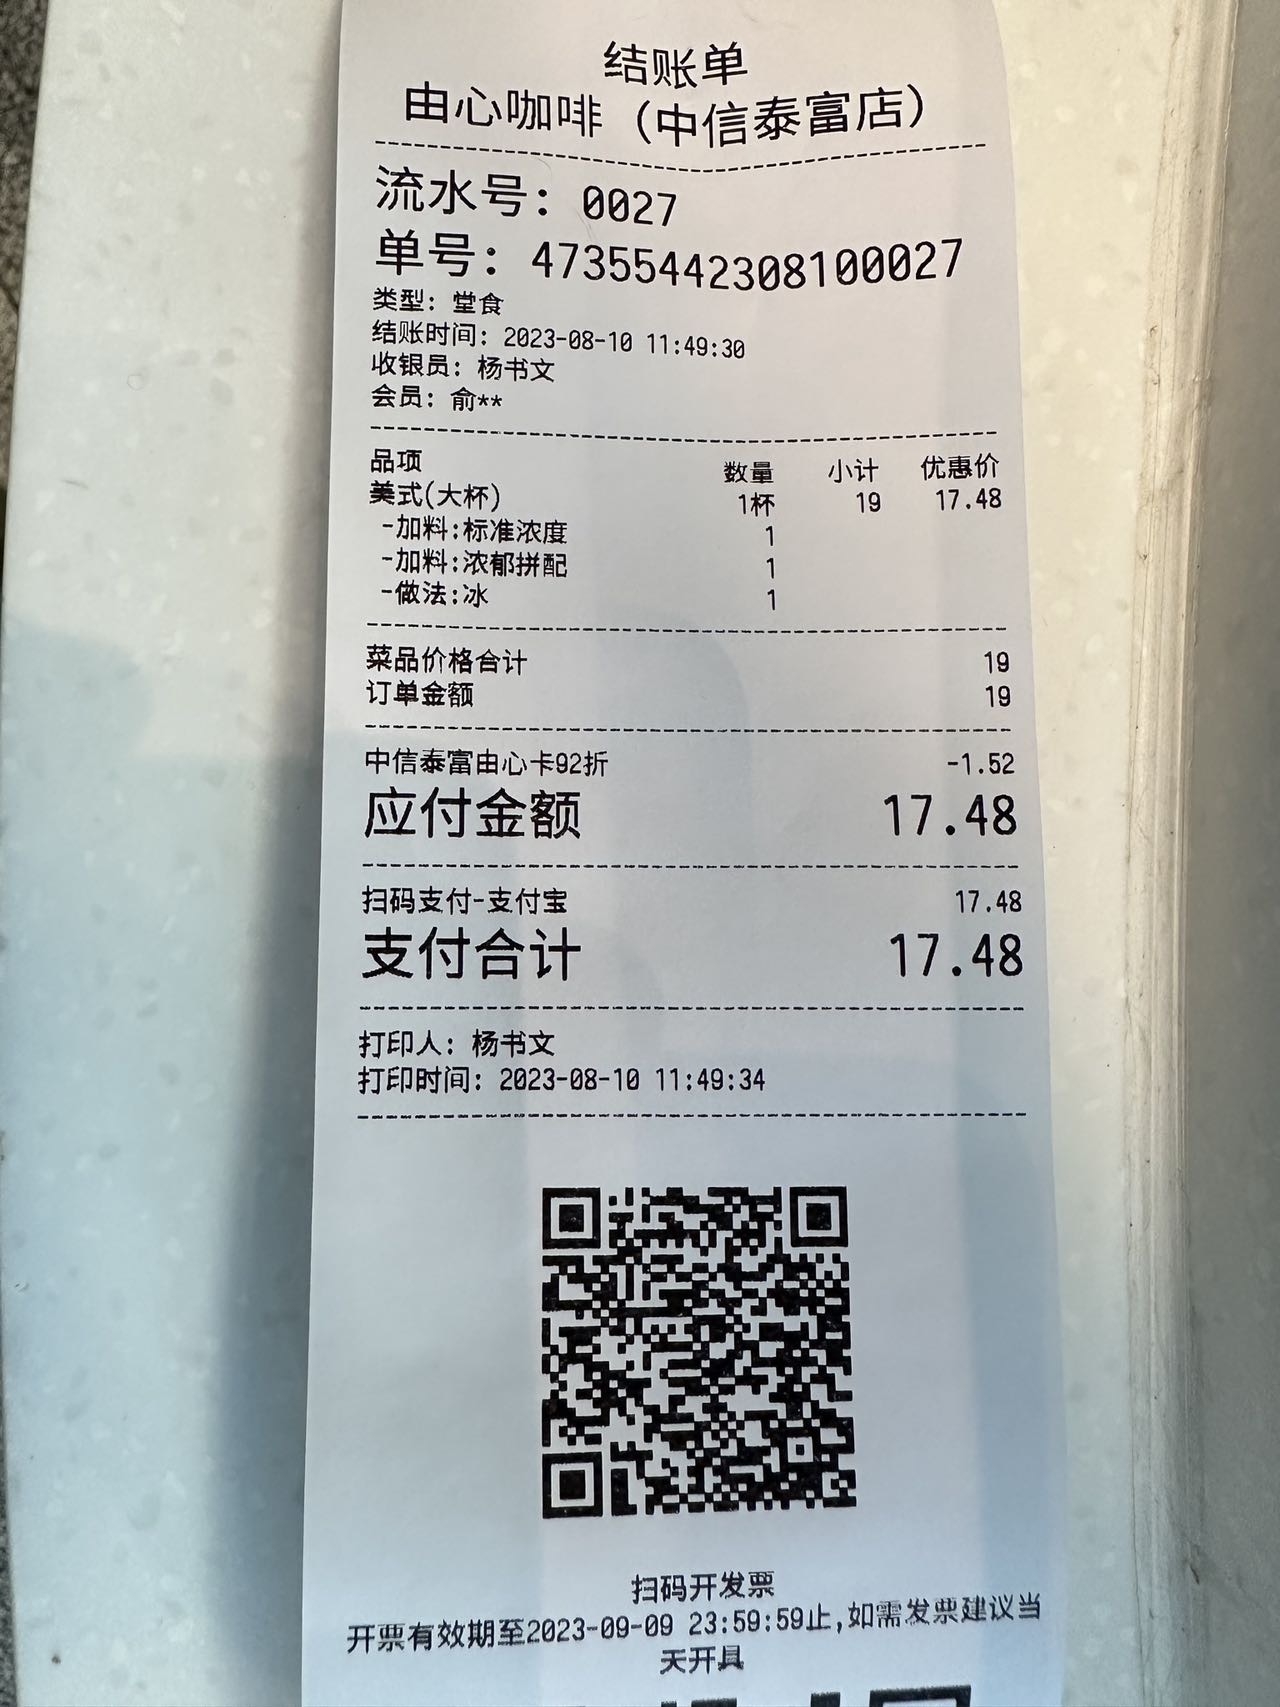 结账单
由心咖啡（中信泰富店）
流水号：0027
单号：47355442308100027
类型：堂食
结账时间：2023-08-10 11:49:30
收银员：杨书文
会员：俞**
品项 数量 小计 优惠价
美式(大杯) 1杯 19 17.48
-加料:标准浓度 1
-加料:浓郁拼配 1
-做法:冰 1
菜品价格合计 19
订单金额 19
中信泰富由心卡92折 -1.52
应付金额 17.48
扫码支付-支付宝 17.48
支付合计 17.48
打印人：杨书文
打印时间：2023-08-10 11:49:34
扫码开发票
开票有效期至2023-09-09 23:59:59止,如需发票建议当
天开具